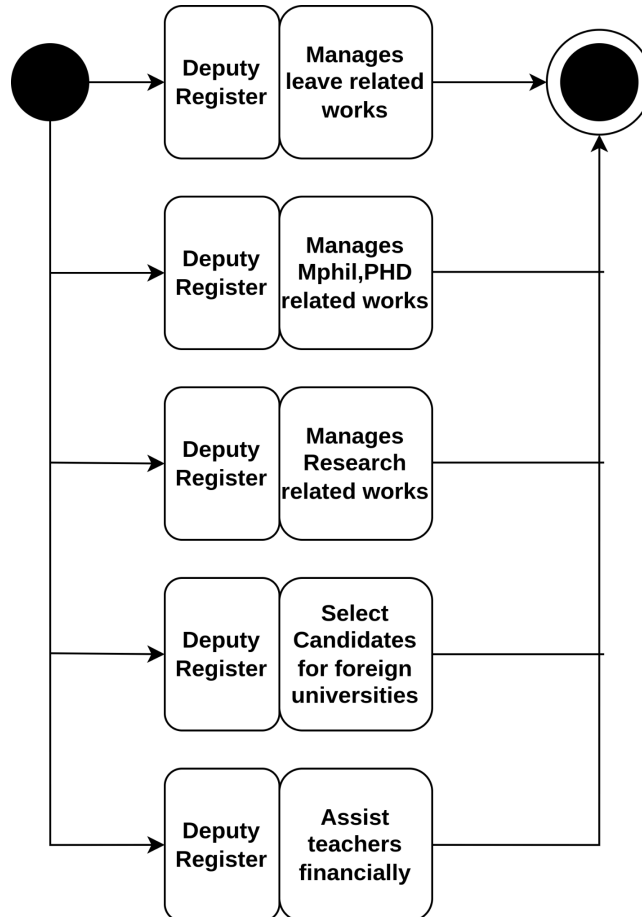 Deputy
Register
Manages
leave related
works
Deputy
Register
Manages
Mphil,PHD
related works
Deputy
Register
Manages
Research
related works
Deputy
Register
Select
Candidates
for foreign
universities
Deputy
Register
Assist
teachers
financially